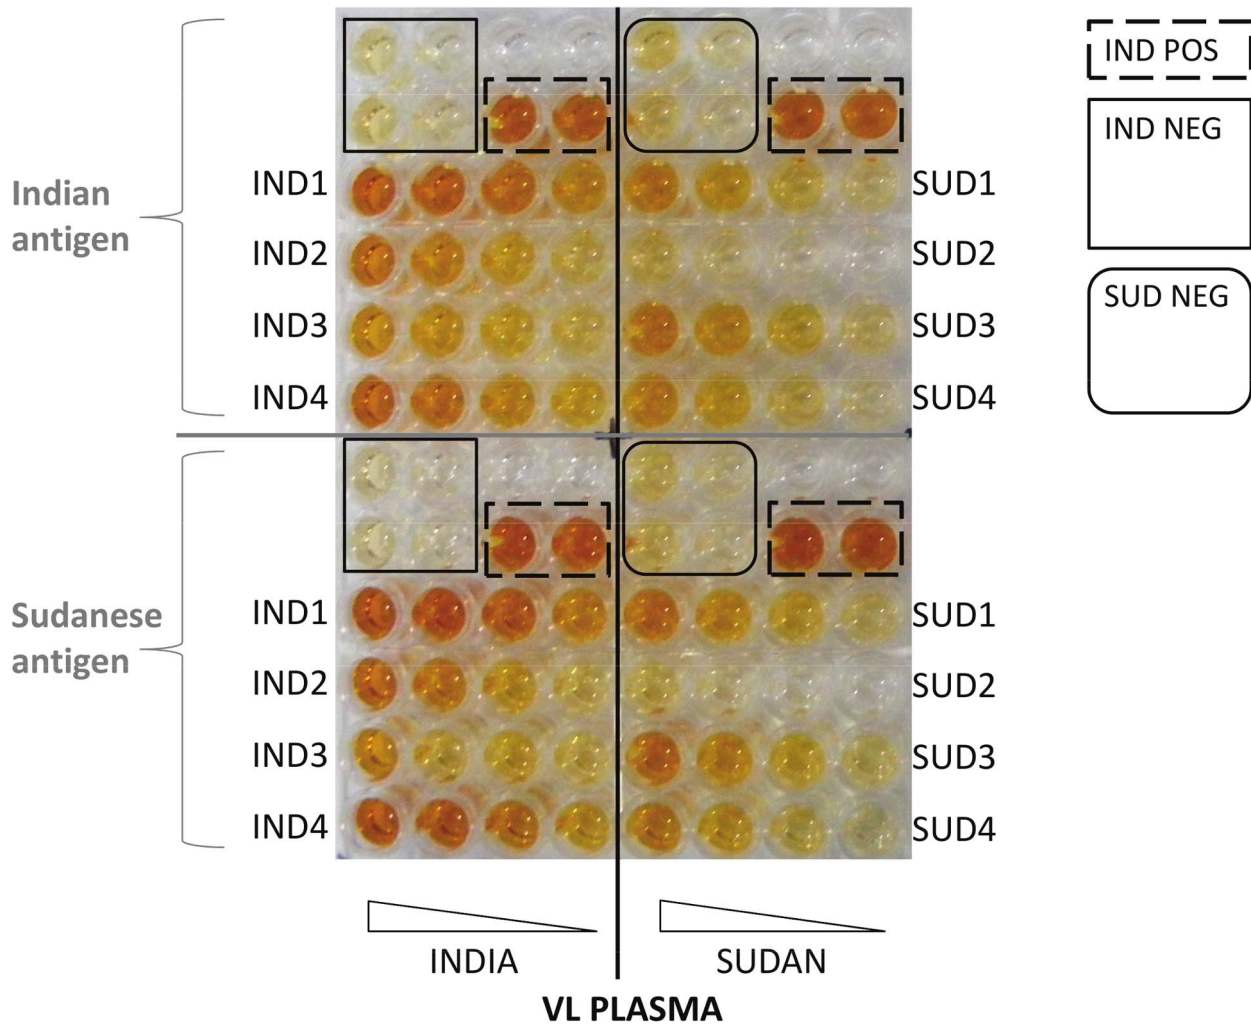 IND POS
IND NEG
SUD NEG
Indian
antigen
IND1
SUD1
IND2
SUD2
IND3
SUD3
IND4
SUD4
Sudanese
antigen
IND1
SUD1
IND2
SUD2
IND3
SUD3
IND4
SUD4
INDIA
SUDAN
VL PLASMA